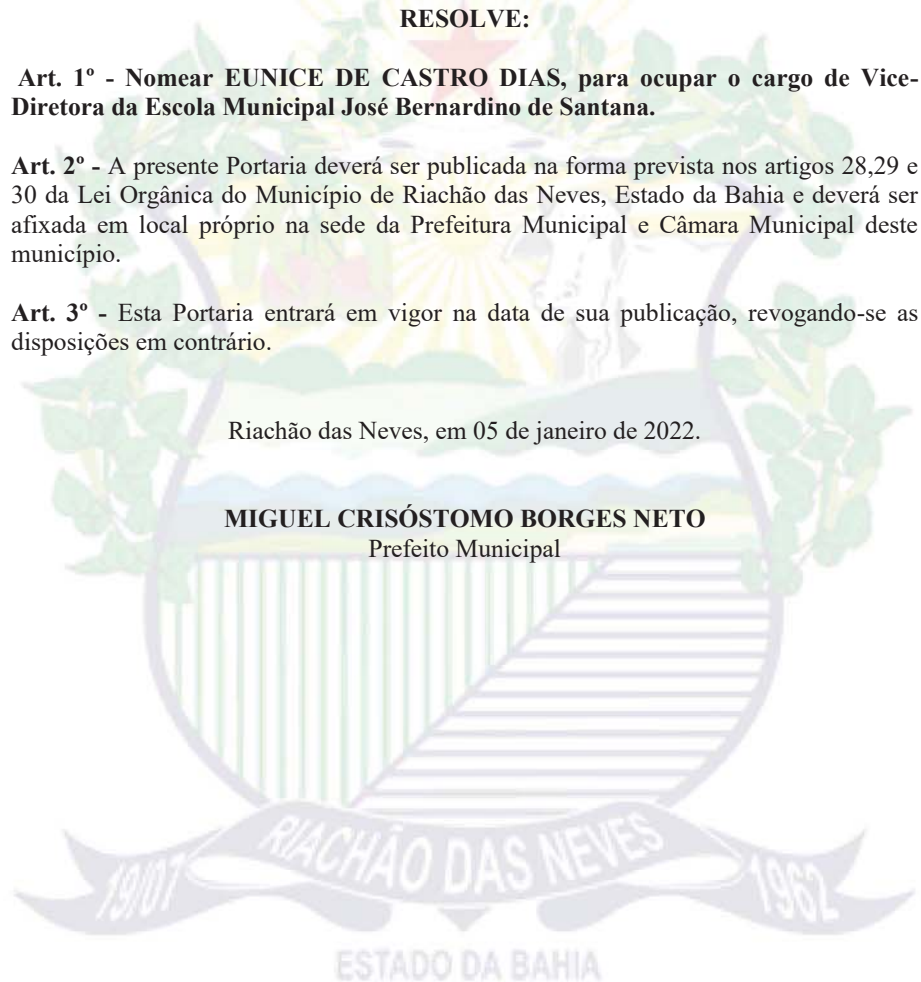 RESOLVE:
Art. 1º - Nomear EUNICE DE CASTRO DIAS, para ocupar o cargo de Vice-
Diretora da Escola Municipal José Bernardino de Santana.
Art. 2º - A presente Portaria deverá ser publicada na forma prevista nos artigos 28,29 e
30 da Lei Orgânica do Município de Riachão das Neves, Estado da Bahia e deverá ser
afixada em local próprio na sede da Prefeitura Municipal e Câmara Municipal deste
município.
Art. 3º - Esta Portaria entrará em vigor na data de sua publicação, revogando-se as
disposições em contrário.
Riachão das Neves, em 05 de janeiro de 2022.
MIGUEL CRISÓSTOMO BORGES NETO
Prefeito Municipal
19/07 RIACHÃO DAS NEVES 1962
ESTADO DA BAHIA